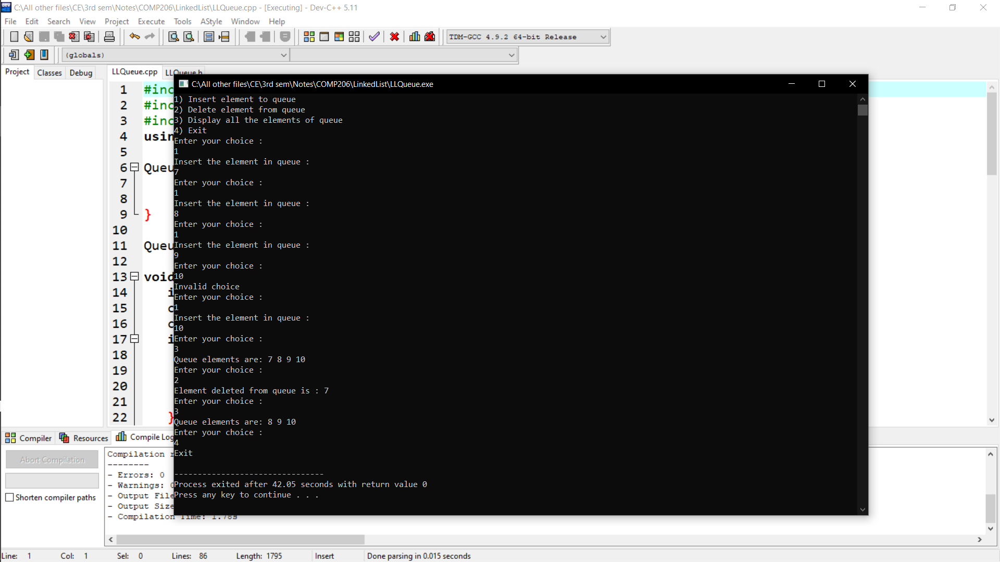 C:\All other files\CE\3rd sem\Notes\COMP206\LinkedList\LLQueue.cpp - [Executing] - Dev-C++ 5.11
File Edit Search View Project Execute Tools AStyle Window Help
TDM-GCC 4.9.2 64-bit Release
(globals)
Project Classes Debug
LLQueue.cpp LLQueue.h
1 #inc
2 #inc
3 #inc
4 usin
5
6 Queu
7
8
9 }
10
11 Queu
12
13 void
14 i
15 c
16 c
17 i
18
19
20
21
22 }
C:\All other files\CE\3rd sem\Notes\COMP206\LinkedList\LLQueue.exe
1) Insert element to queue
2) Delete element from queue
3) Display all the elements of queue
4) Exit
Enter your choice :
1
Insert the element in queue :
7
Enter your choice :
1
Insert the element in queue :
8
Enter your choice :
1
Insert the element in queue :
9
Enter your choice :
10
Invalid choice
Enter your choice :
1
Insert the element in queue :
10
Enter your choice :
3
Queue elements are: 7 8 9 10
Enter your choice :
2
Element deleted from queue is : 7
Enter your choice :
3
Queue elements are: 8 9 10
Enter your choice :
4
Exit
--------------------------------
Process exited after 42.05 seconds with return value 0
Press any key to continue . . .
Compiler Resources Compile Log
Abort Compilation
Shorten compiler paths
Compilation
--------
- Errors: 0
- Warnings:
- Output File
- Output Size
- Compilation Time: 1.78s
Line: 1 Col: 1 Sel: 0 Lines: 86 Length: 1795 Insert Done parsing in 0.015 seconds